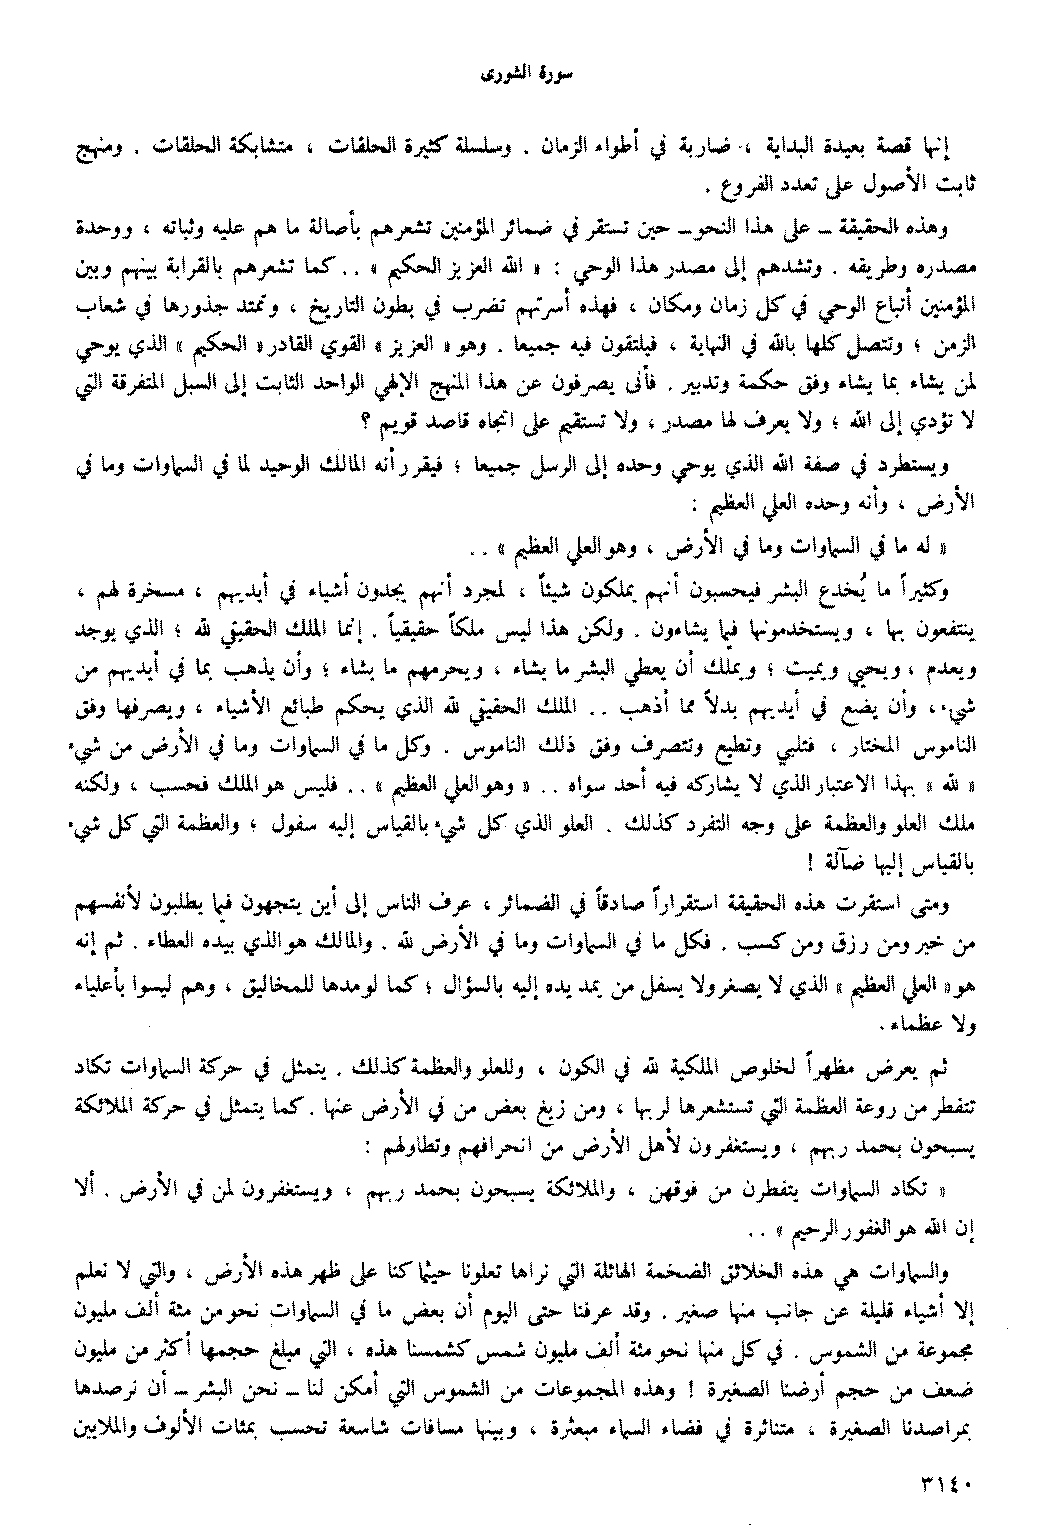 سورة الشورى
إنها قصة بعيدة البداية ، ضاربة في أطواء الزمان . وسلسلة كثيرة الحلقات ، متشابكة الحلقات . ومنهج
ثابت الأصول على تعدد الفروع .
وهذه الحقيقة – على هذا النحو – حين تستقر في ضمائر المؤمنين تشعرهم بأصالة ما هم عليه وثباته ، ووحدة
مصدره وطريقه . وتشدهم إلى مصدر هذا الوحي : « الله العزيز الحكيم » .. كما تشعرهم بالقرابة بينهم وبين
المؤمنين أتباع الوحي في كل زمان ومكان ، فهذه أسرتهم تضرب في بطون التاريخ ، وتمتد جذورها في شعاب
الزمن ؛ وتتصل كلها بالله في النهاية ، فيلتقون فيه جميعا . وهو « العزيز » القوي القادر « الحكيم » الذي يوحي
لمن يشاء بما يشاء وفق حكمة وتدبير . فأنى يصرفون عن هذا المنهج الإلهي الواحد الثابت إلى السبل المتفرقة التي
لا تؤدي إلى الله ؛ ولا يعرف لها مصدر ، ولا تستقيم على اتجاه قاصد قويم ؟
ويستطرد في صفة الله الذي يوحي وحده إلى الرسل جميعا ؛ فيقرر أنه المالك الوحيد لما في السماوات وما في
الأرض ، وأنه وحده العلي العظيم :
« له ما في السماوات وما في الأرض ، وهو العلي العظيم » ..
وكثيراً ما يُخدع البشر فيحسبون أنهم يملكون شيئاً ، لمجرد أنهم يجدون أشياء في أيديهم ، مسخرة لهم ،
ينتفعون بها ، ويستخدمونها فيما يشاءون . ولكن هذا ليس ملكاً حقيقياً . إنما الملك الحقيقي لله ؛ الذي يوجد
ويعدم ، ويحيي ويميت ؛ ويملك أن يعطي البشر ما يشاء ، ويحرمهم ما يشاء ؛ وأن يذهب بما في أيديهم من
شيء ، وأن يضع في أيديهم بدلاً مما أذهب .. الملك الحقيقي لله الذي يحكم طبائع الأشياء ، ويصرفها وفق
الناموس المختار ، فتلبي وتطيع وتتصرف وفق ذلك الناموس . وكل ما في السماوات وما في الأرض من شيء
« لله » بهذا الاعتبار الذي لا يشاركه فيه أحد سواه .. « وهو العلي العظيم » .. فليس هو الملك فحسب ، ولكنه
ملك العلو والعظمة على وجه التفرد كذلك . العلو الذي كل شيء بالقياس إليه سفول ؛ والعظمة التي كل شيء
بالقياس إليها ضآلة !
ومتى استقرت هذه الحقيقة استقراراً صادقاً في الضمائر ، عرف الناس إلى أين يتجهون فيما يطلبون لأنفسهم
من خير ومن رزق ومن كسب . فكل ما في السماوات وما في الأرض لله . والمالك هو الذي بيده العطاء . ثم إنه
هو « العلي العظيم » الذي لا يصغر ولا يسفل من يمد يده إليه بالسؤال ؛ كما لو مدها للمخاليق ، وهم ليسوا بأعلياء
ولا عظماء .
ثم يعرض مظهراً لخلوص الملكية لله في الكون ، وللعلو والعظمة كذلك . يتمثل في حركة السماوات تكاد
تتفطر من روعة العظمة التي تستشعرها لربها ، ومن زيغ بعض من في الأرض عنها . كما يتمثل في حركة الملائكة
يسبحون بحمد ربهم ، ويستغفرون لأهل الأرض من انحرافهم وتطاولهم :
« تكاد السماوات يتفطرن من فوقهن ، والملائكة يسبحون بحمد ربهم ، ويستغفرون لمن في الأرض . ألا
إن الله هو الغفور الرحيم » ..
والسماوات هي هذه الخلائق الضخمة الهائلة التي نراها تعلونا حيثما كنا على ظهر هذه الأرض ، والتي لا نعلم
إلا أشياء قليلة عن جانب منها صغير . وقد عرفنا حتى اليوم أن بعض ما في السماوات نحو من مئة ألف مليون
مجموعة من الشموس . في كل منها نحو مئة ألف مليون شمس كشمسنا هذه ، التي مبلغ حجمها أكثر من مليون
ضعف من حجم أرضنا الصغيرة ! وهذه المجموعات من الشموس التي أمكن لنا – نحن البشر – أن نرصدها
بمراصدنا الصغيرة ، متناثرة في فضاء السماء مبعثرة ، وبينها مسافات شاسعة تحسب بمئات الألوف والملايين
٣١٤٠